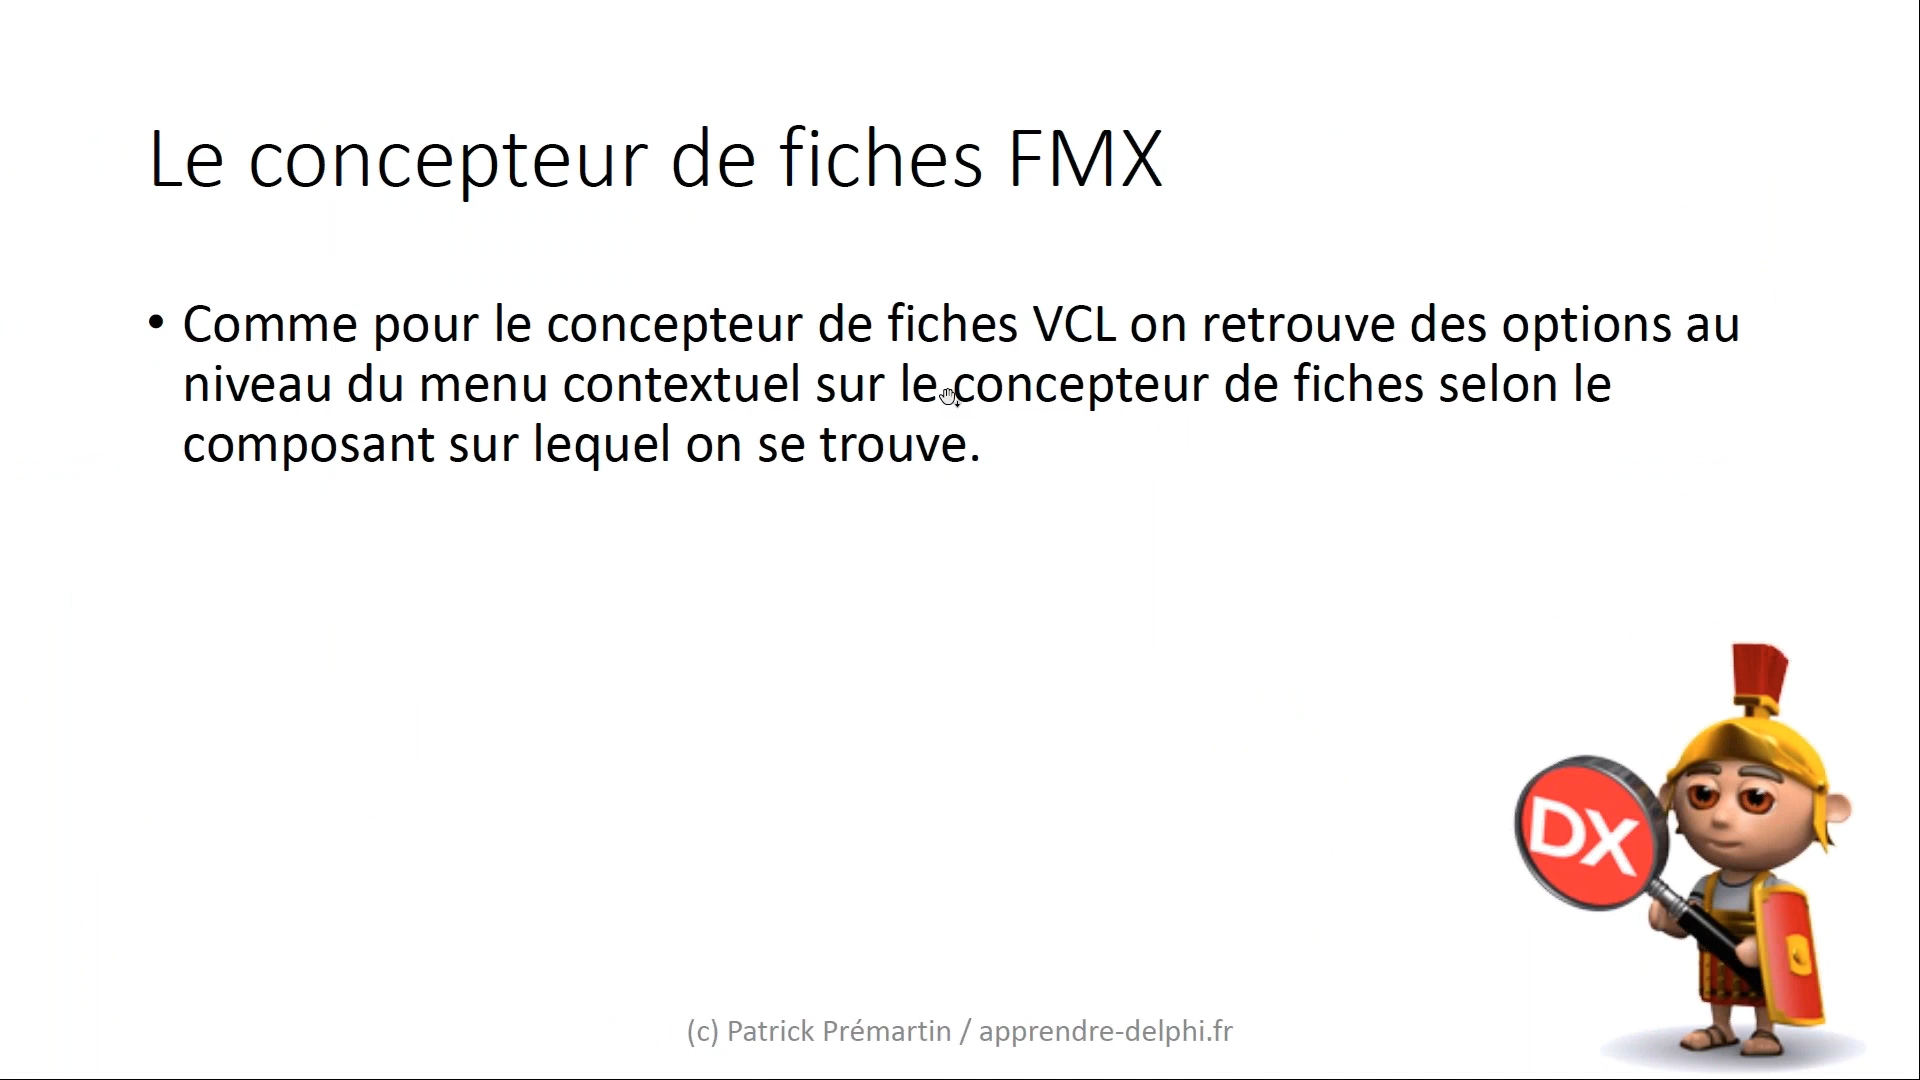 Le concepteur de fiches FMX
• Comme pour le concepteur de fiches VCL on retrouve des options au
niveau du menu contextuel sur le concepteur de fiches selon le
composant sur lequel on se trouve.
DX
(c) Patrick Prémartin / apprendre-delphi.fr